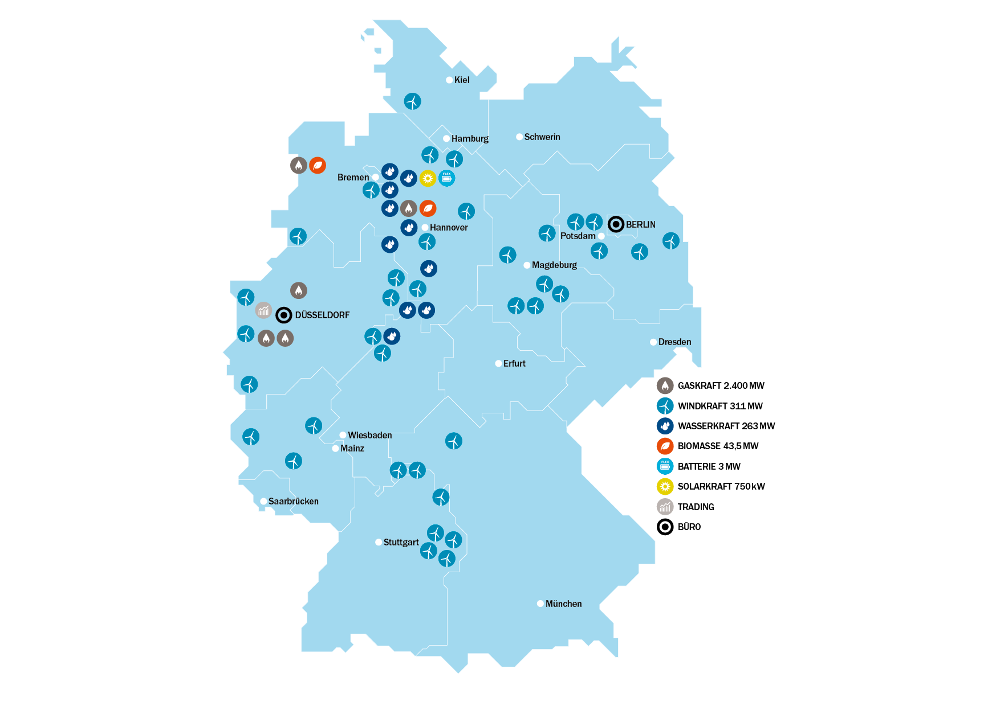 Kiel
Hamburg
Schwerin
FLEX
Bremen
BERLIN
Hannover
Potsdam
Magdeburg
DÜSSELDORF
Dresden
Erfurt
GASKRAFT 2.400 MW
WINDKRAFT 311 MW
WASSERKRAFT 263 MW
Wiesbaden
Mainz
BIOMASSE 43,5 MW
FLEX
BATTERIE 3 MW
SOLARKRAFT 750 kW
Saarbrücken
TRADING
BÜRO
Stuttgart
München